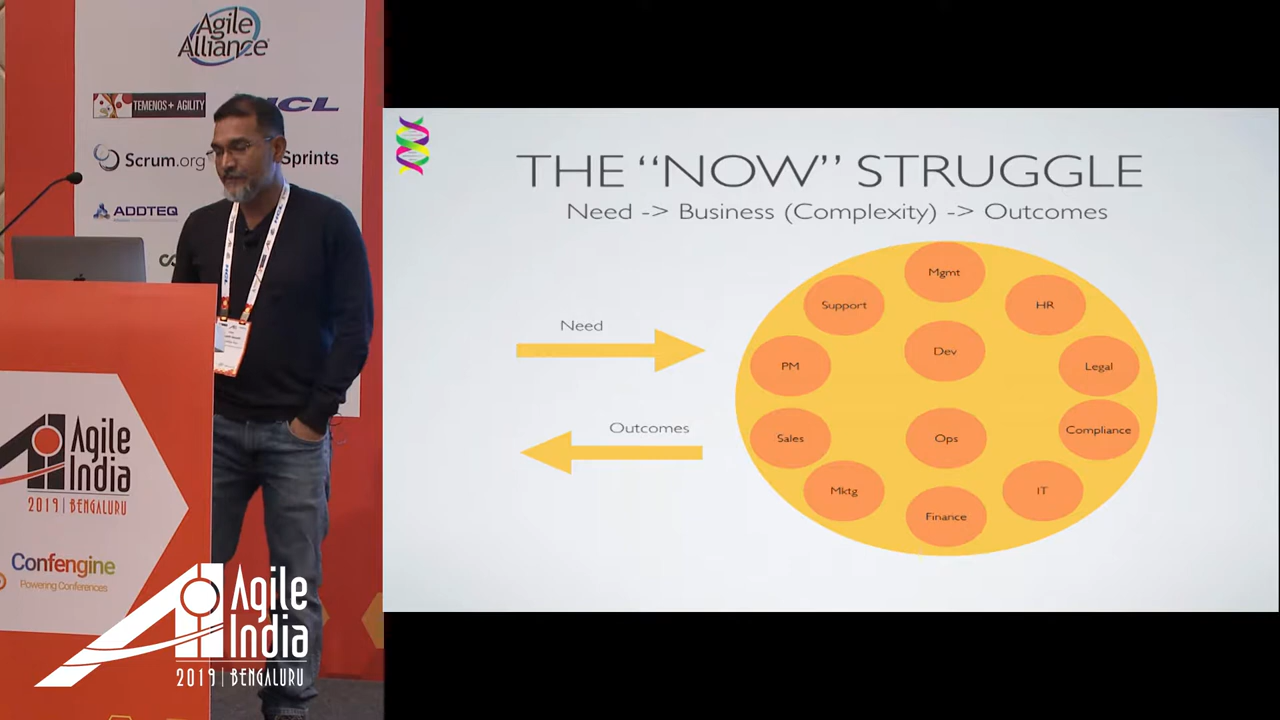 Agile
Alliance
TEMENOS + AGILITY
HCL
Scrum.org
Sprints
ADDTEQ
HCL
Agile
India
2019 | BENGALURU
Confengine
Powering Conferences
Agile
India
2019 | BENGALURU
THE “NOW” STRUGGLE
Need -> Business (Complexity) -> Outcomes
Need
Outcomes
Mgmt
Support
HR
Dev
PM
Legal
Sales
Ops
Compliance
Mktg
IT
Finance